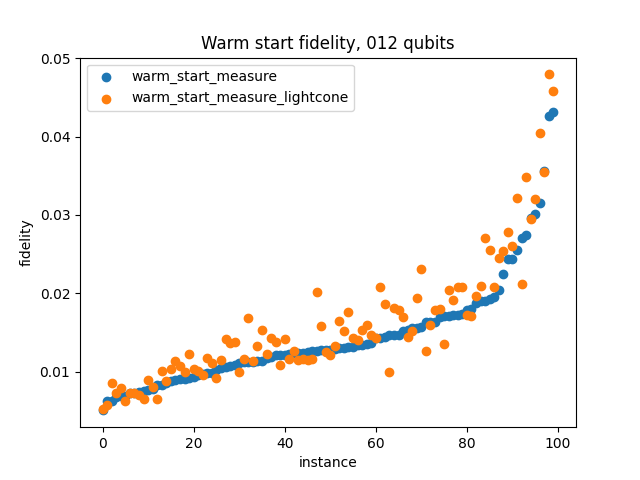 Warm start fidelity, 012 qubits
warm_start_measure
warm_start_measure_lightcone
0.05
0.04
0.03
0.02
0.01
fidelity
0 20 40 60 80 100
instance